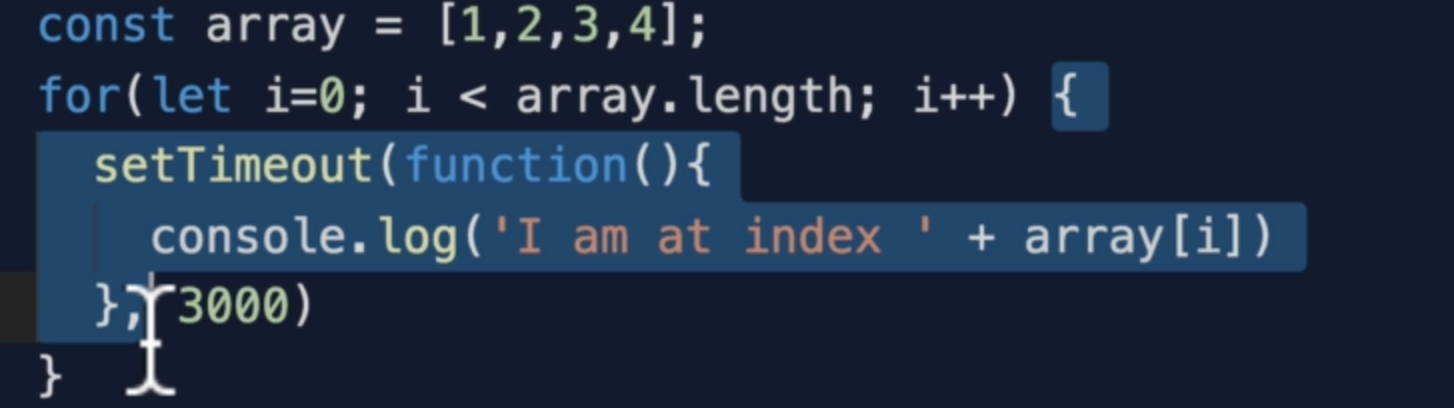 const array = [1,2,3,4];
for(let i=0; i < array.length; i++) {
  setTimeout(function(){
    console.log('I am at index ' + array[i])
  }, 3000)
}